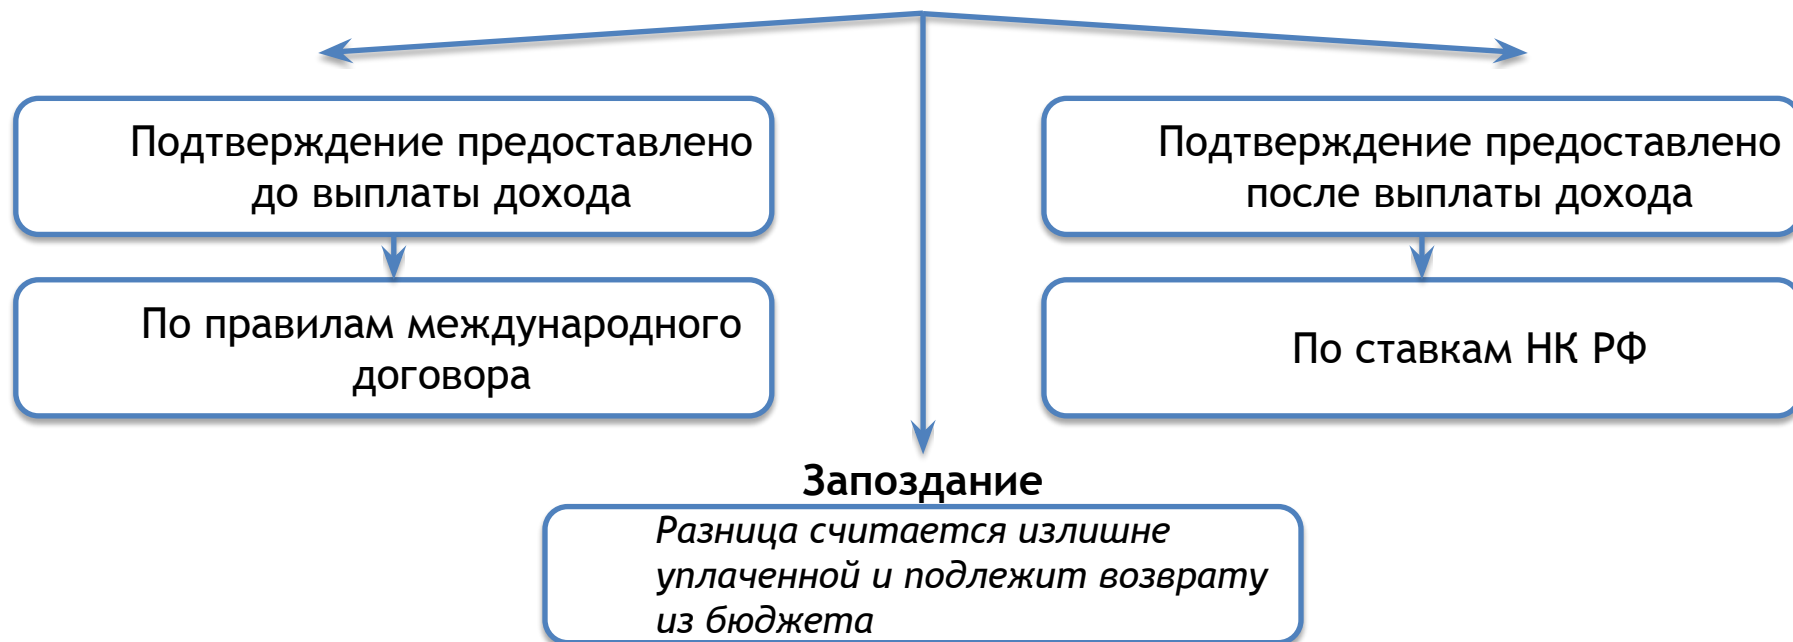 Подтверждение предоставлено
до выплаты дохода
По правилам международного
договора
Подтверждение предоставлено
после выплаты дохода
По ставкам НК РФ
Запоздание
Разница считается излишне
уплаченной и подлежит возврату
из бюджета